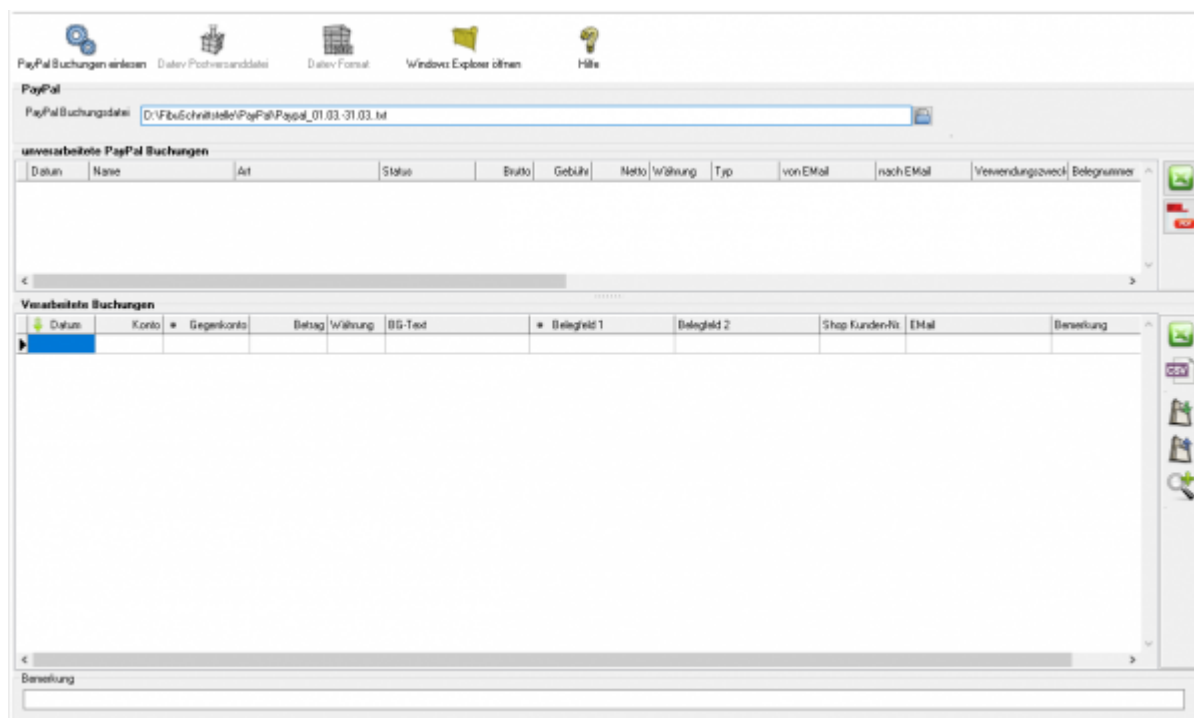 PayPal Buchungen einlesen Datev Postversanddatei Datev Format Windows Explorer öffnen Hilfe
PayPal
PayPal Buchungsdatei D:\FibuSchnittstelle\PayPal\Paypal_01.03.-31.03..txt
unverarbeitete PayPal Buchungen
Datum Name Art Status Brutto Gebühr Netto Währung Typ von EMail nach EMail Verwendungszweck Belegnummer
PDF
Verarbeitete Buchungen
Datum Konto Gegenkonto Betrag Währung BG-Text Belegfeld 1 Belegfeld 2 Shop Kunden-Nr. EMail Bemerkung
CSV
Bemerkung